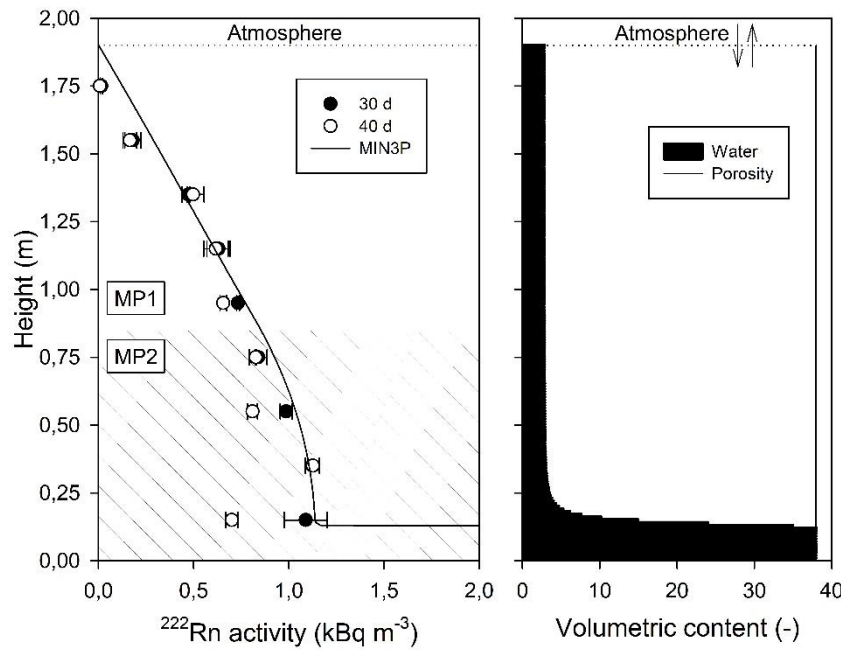 Atmosphere
2,00
1,75
1,50
1,25
1,00
0,75
0,50
0,25
0,00
Height (m)
30 d
40 d
MIN3P
MP1
MP2
0,0 0,5 1,0 1,5 2,0
²²²Rn activity (kBq m⁻³)
Atmosphere
Water
Porosity
0 10 20 30 40
Volumetric content (-)